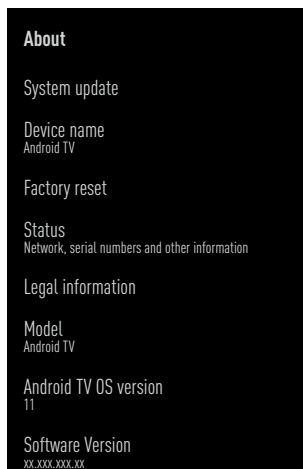 About
System update
Device name
Android TV
Factory reset
Status
Network, serial numbers and other information
Legal information
Model
Android TV
Android TV OS version
11
Software Version
xx.xxx.xxx.xx